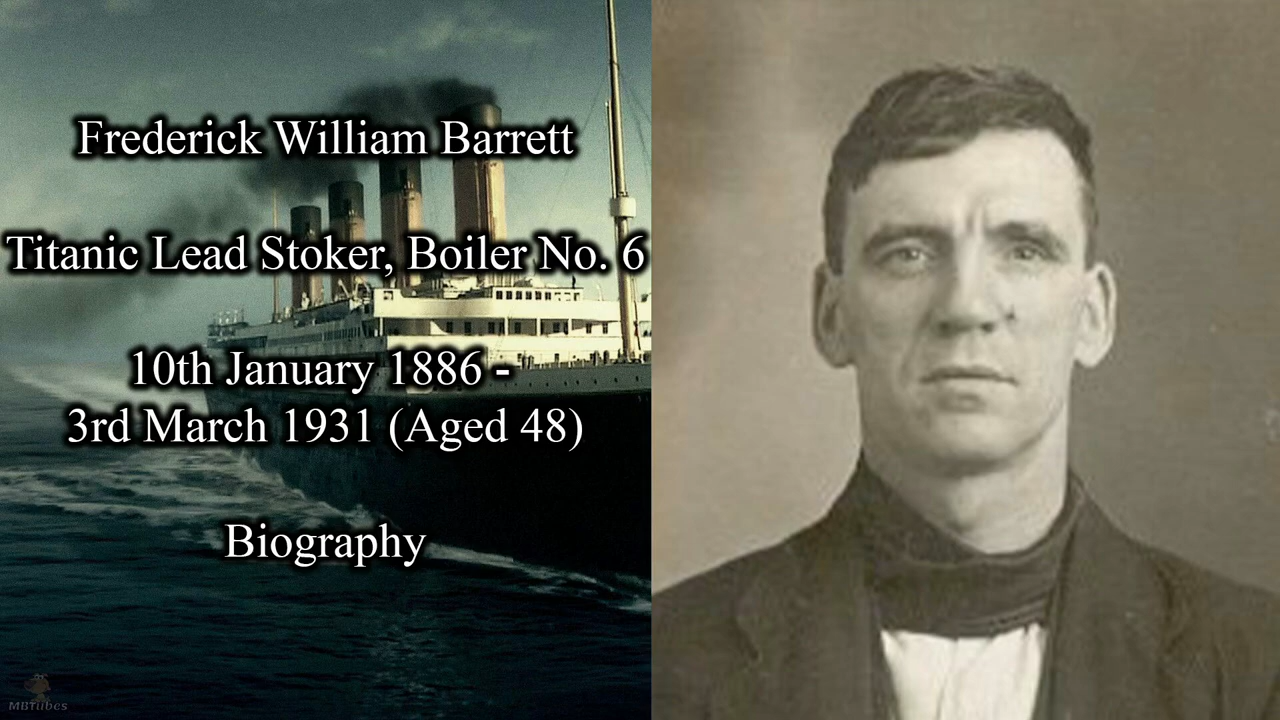 Frederick William Barrett
Titanic Lead Stoker, Boiler No. 6
10th January 1886 -
3rd March 1931 (Aged 48)
Biography
MBTubes